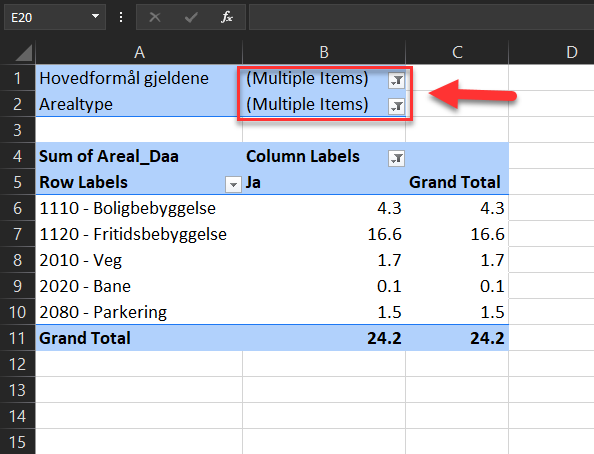 E20 fx
A B C D
1 Hovedformål gjeldene (Multiple Items)
2 Arealtype (Multiple Items)
3
4 Sum of Areal_Daa Column Labels
5 Row Labels Ja Grand Total
6 1110 - Boligbebyggelse 4.3 4.3
7 1120 - Fritidsbebyggelse 16.6 16.6
8 2010 - Veg 1.7 1.7
9 2020 - Bane 0.1 0.1
10 2080 - Parkering 1.5 1.5
11 Grand Total 24.2 24.2
12
13
14
15